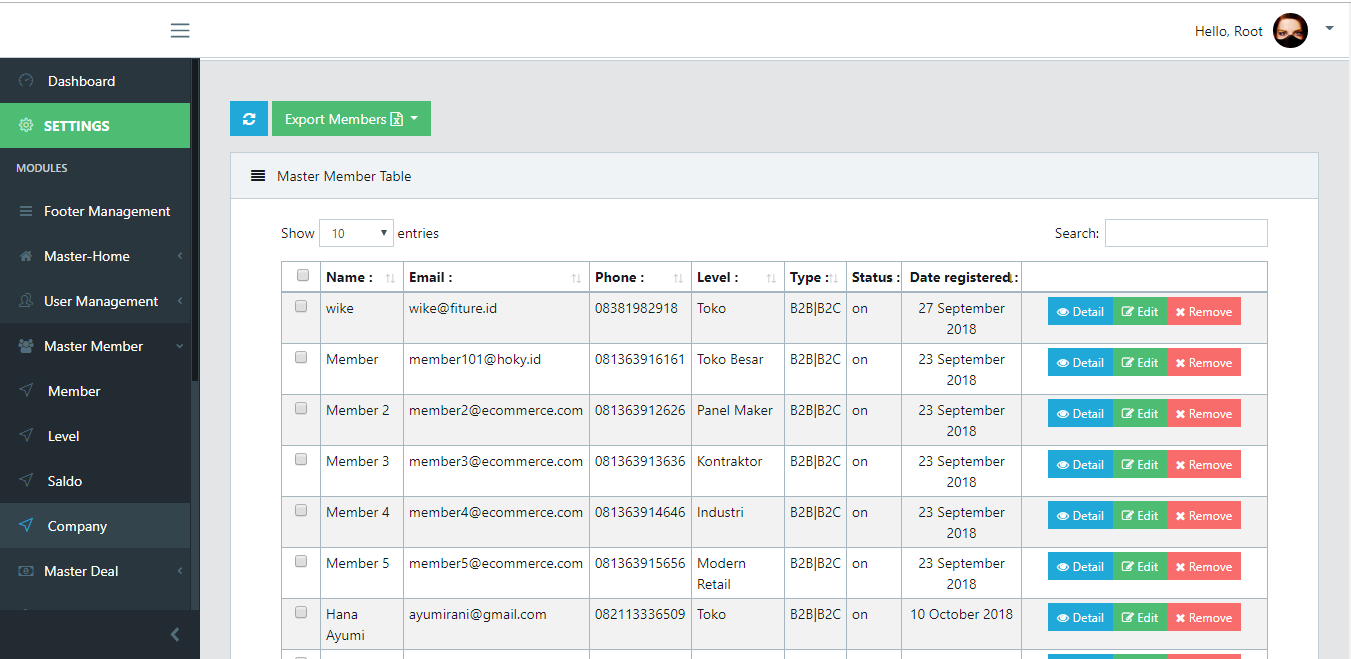 Hello, Root
Dashboard
SETTINGS
MODULES
Footer Management
Master-Home
User Management
Master Member
Member
Level
Saldo
Company
Master Deal
Export Members
Master Member Table
Show 10 entries
Search:
Name : Email : Phone : Level : Type : Status : Date registered :
wike wike@fiture.id 08381982918 Toko B2B|B2C on 27 September Detail Edit Remove
2018
Member member101@hoky.id 081363916161 Toko Besar B2B|B2C on 23 September Detail Edit Remove
2018
Member 2 member2@ecommerce.com 081363912626 Panel Maker B2B|B2C on 23 September Detail Edit Remove
2018
Member 3 member3@ecommerce.com 081363913636 Kontraktor B2B|B2C on 23 September Detail Edit Remove
2018
Member 4 member4@ecommerce.com 081363914646 Industri B2B|B2C on 23 September Detail Edit Remove
2018
Member 5 member5@ecommerce.com 081363915656 Modern B2B|B2C on 23 September Detail Edit Remove
Retail 2018
Hana ayumirani@gmail.com 082113336509 Toko B2B|B2C on 10 October 2018 Detail Edit Remove
Ayumi